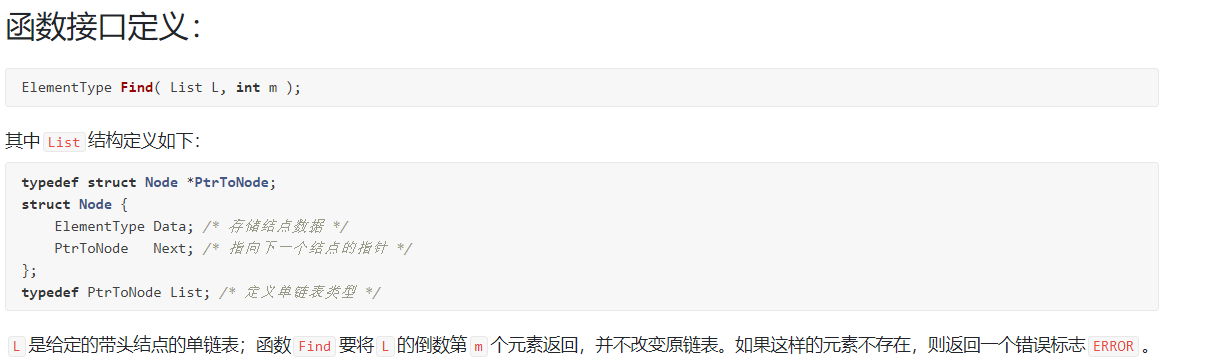 函数接口定义：
ElementType Find( List L, int m );
其中 List 结构定义如下：
typedef struct Node *PtrToNode;
struct Node {
    ElementType Data; /* 存储结点数据 */
    PtrToNode   Next; /* 指向下一个结点的指针 */
};
typedef PtrToNode List; /* 定义单链表类型 */
L 是给定的带头结点的单链表；函数 Find 要将 L 的倒数第 m 个元素返回，并不改变原链表。如果这样的元素不存在，则返回一个错误标志 ERROR 。